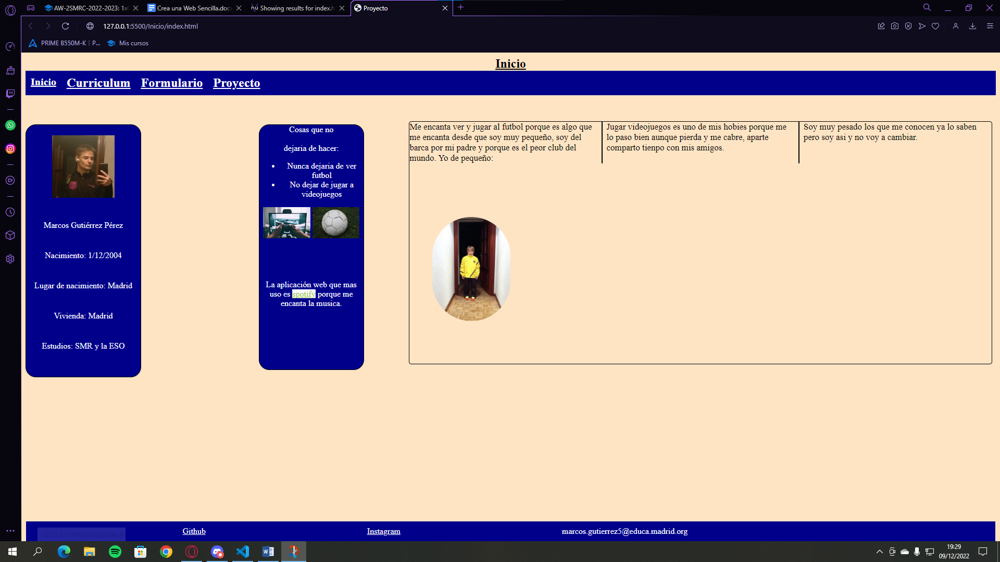 AW-2SMRC-2022-2023: 1x
Crea una Web Sencilla.docx
Showing results for index.h
Proyecto
127.0.0.1:5500/Inicio/index.html
PRIME B550M-K | P...
Mis cursos
Inicio
Inicio Curriculum Formulario Proyecto
Marcos Gutiérrez Pérez
Nacimiento: 1/12/2004
Lugar de nacimiento: Madrid
Vivienda: Madrid
Estudios: SMR y la ESO
Cosas que no
dejaria de hacer:
• Nunca dejaria de ver
futbol
• No dejar de jugar a
videojuegos
La aplicación web que mas
uso es spotify porque me
encanta la musica.
Me encanta ver y jugar al futbol porque es algo que
me encanta desde que soy muy pequeño, soy del
barca por mi padre y porque es el peor club del
mundo. Yo de pequeño:
Jugar videojuegos es uno de mis hobies porque me
lo paso bien aunque pierda y me cabre, aparte
comparto tienpo con mis amigos.
Soy muy pesado los que me conocen ya lo saben
pero soy asi y no voy a cambiar.
Github
Instagram
marcos.gutierrez5@educa.madrid.org
19:29
09/12/2022